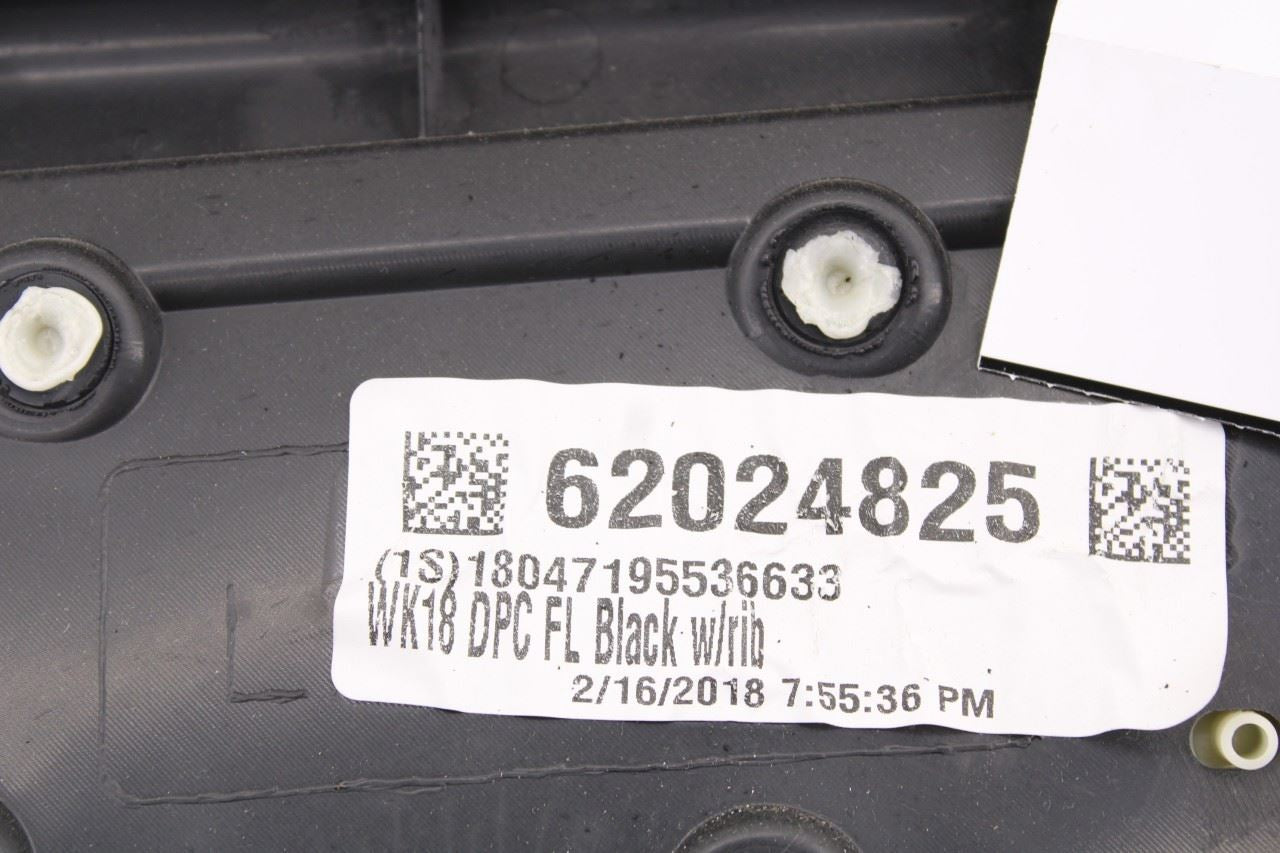 62024825
(1S)18047195536633
WK18 DPC FL Black w/rib
2/16/2018 7:55:36 PM